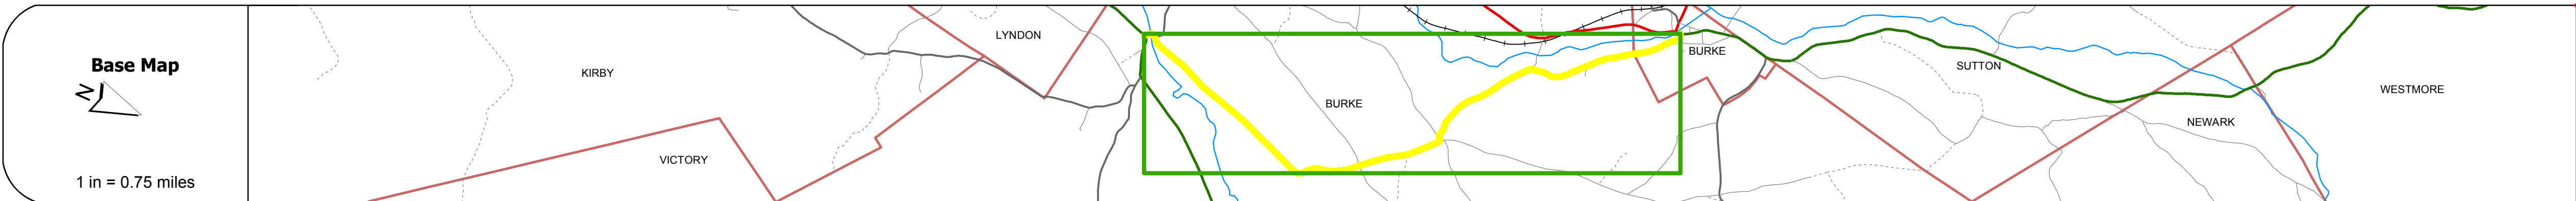 Base Map
N
1 in = 0.75 miles
KIRBY
VICTORY
LYNDON
BURKE
BURKE
SUTTON
NEWARK
WESTMORE